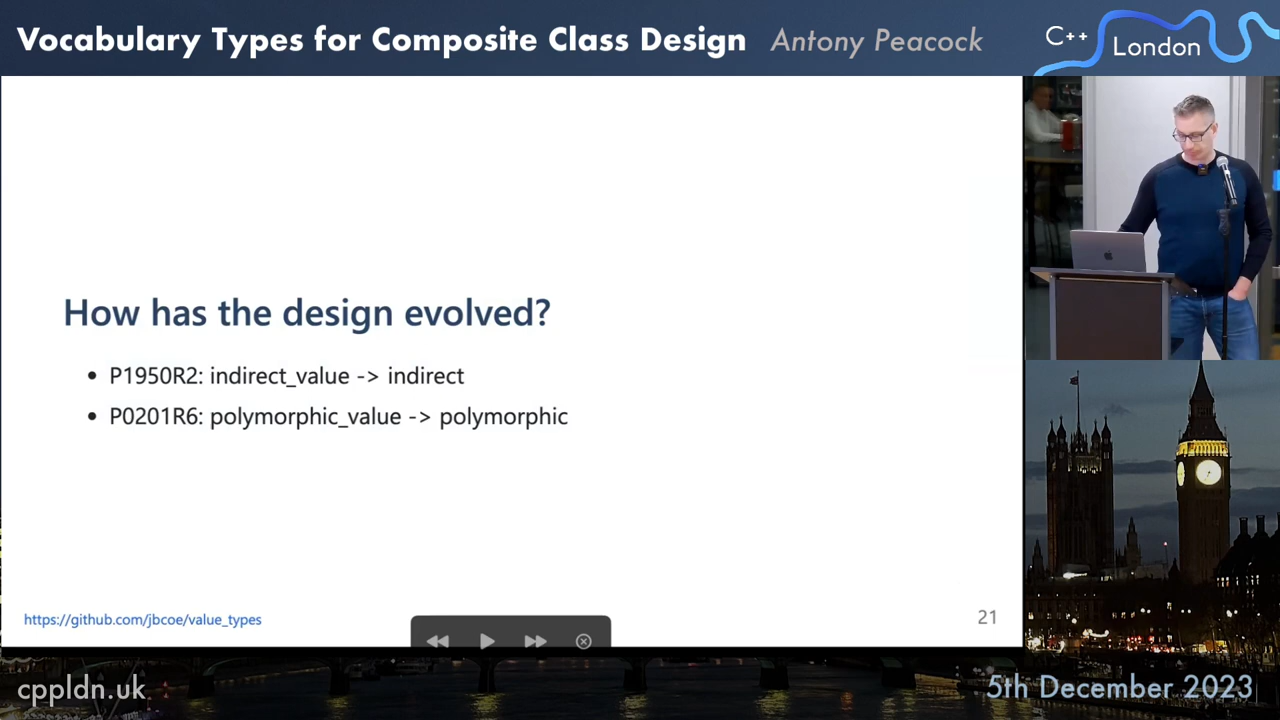 Vocabulary Types for Composite Class Design Antony Peacock
C++
London
How has the design evolved?
• P1950R2: indirect_value -> indirect
• P0201R6: polymorphic_value -> polymorphic
https://github.com/jbcoe/value_types
21
cppldn.uk
5th December 2023